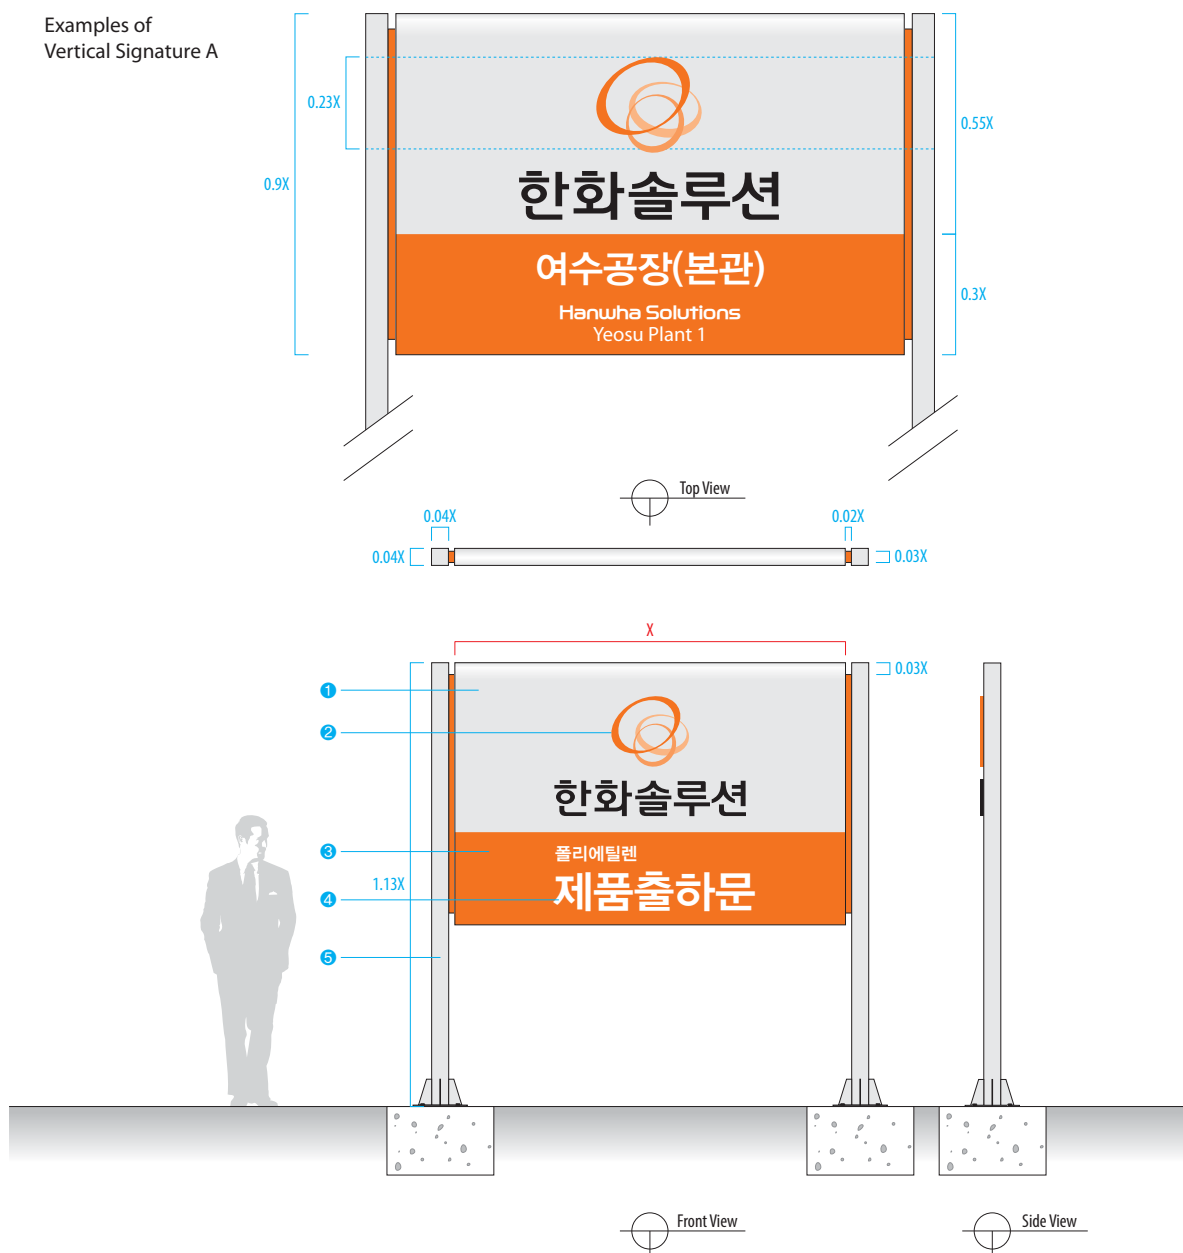 Examples of
Vertical Signature A
0.23X
0.9X
0.55X
0.3X
한화솔루션
여수공장(본관)
Hanwha Solutions
Yeosu Plant 1
Top View
0.04X
0.02X
0.04X
0.03X
X
0.03X
1
2
한화솔루션
3
폴리에틸렌
1.13X
4
제품출하문
5
Front View
Side View